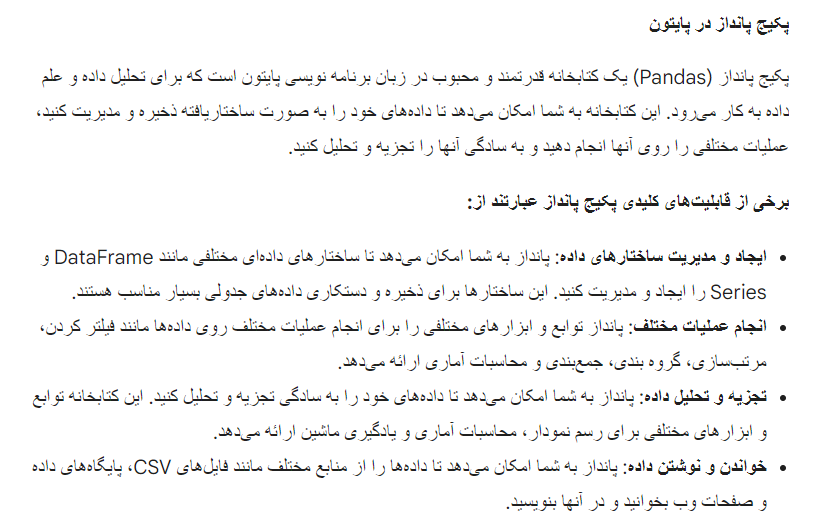 پکیج پانداز در پایتون
پکیج پانداز (Pandas) یک کتابخانه قدرتمند و محبوب در زبان برنامه نویسی پایتون است که برای تحلیل داده و علم
داده به کار می‌رود. این کتابخانه به شما امکان می‌دهد تا داده‌های خود را به صورت ساختاریافته ذخیره و مدیریت کنید،
عملیات مختلفی را روی آنها انجام دهید و به سادگی آنها را تجزیه و تحلیل کنید.
برخی از قابلیت‌های کلیدی پکیج پانداز عبارتند از:
• ایجاد و مدیریت ساختارهای داده: پانداز به شما امکان می‌دهد تا ساختارهای داده‌ای مختلفی مانند DataFrame و
Series را ایجاد و مدیریت کنید. این ساختارها برای ذخیره و دستکاری داده‌های جدولی بسیار مناسب هستند.
• انجام عملیات مختلف: پانداز توابع و ابزارهای مختلفی را برای انجام عملیات مختلف روی داده‌ها مانند فیلتر کردن،
مرتب‌سازی، گروه بندی، جمع‌بندی و محاسبات آماری ارائه می‌دهد.
• تجزیه و تحلیل داده: پانداز به شما امکان می‌دهد تا داده‌های خود را به سادگی تجزیه و تحلیل کنید. این کتابخانه توابع
و ابزارهای مختلفی برای رسم نمودار، محاسبات آماری و یادگیری ماشین ارائه می‌دهد.
• خواندن و نوشتن داده: پانداز به شما امکان می‌دهد تا داده‌ها را از منابع مختلف مانند فایل‌های CSV، پایگاه‌های داده
و صفحات وب بخوانید و در آنها بنویسید.